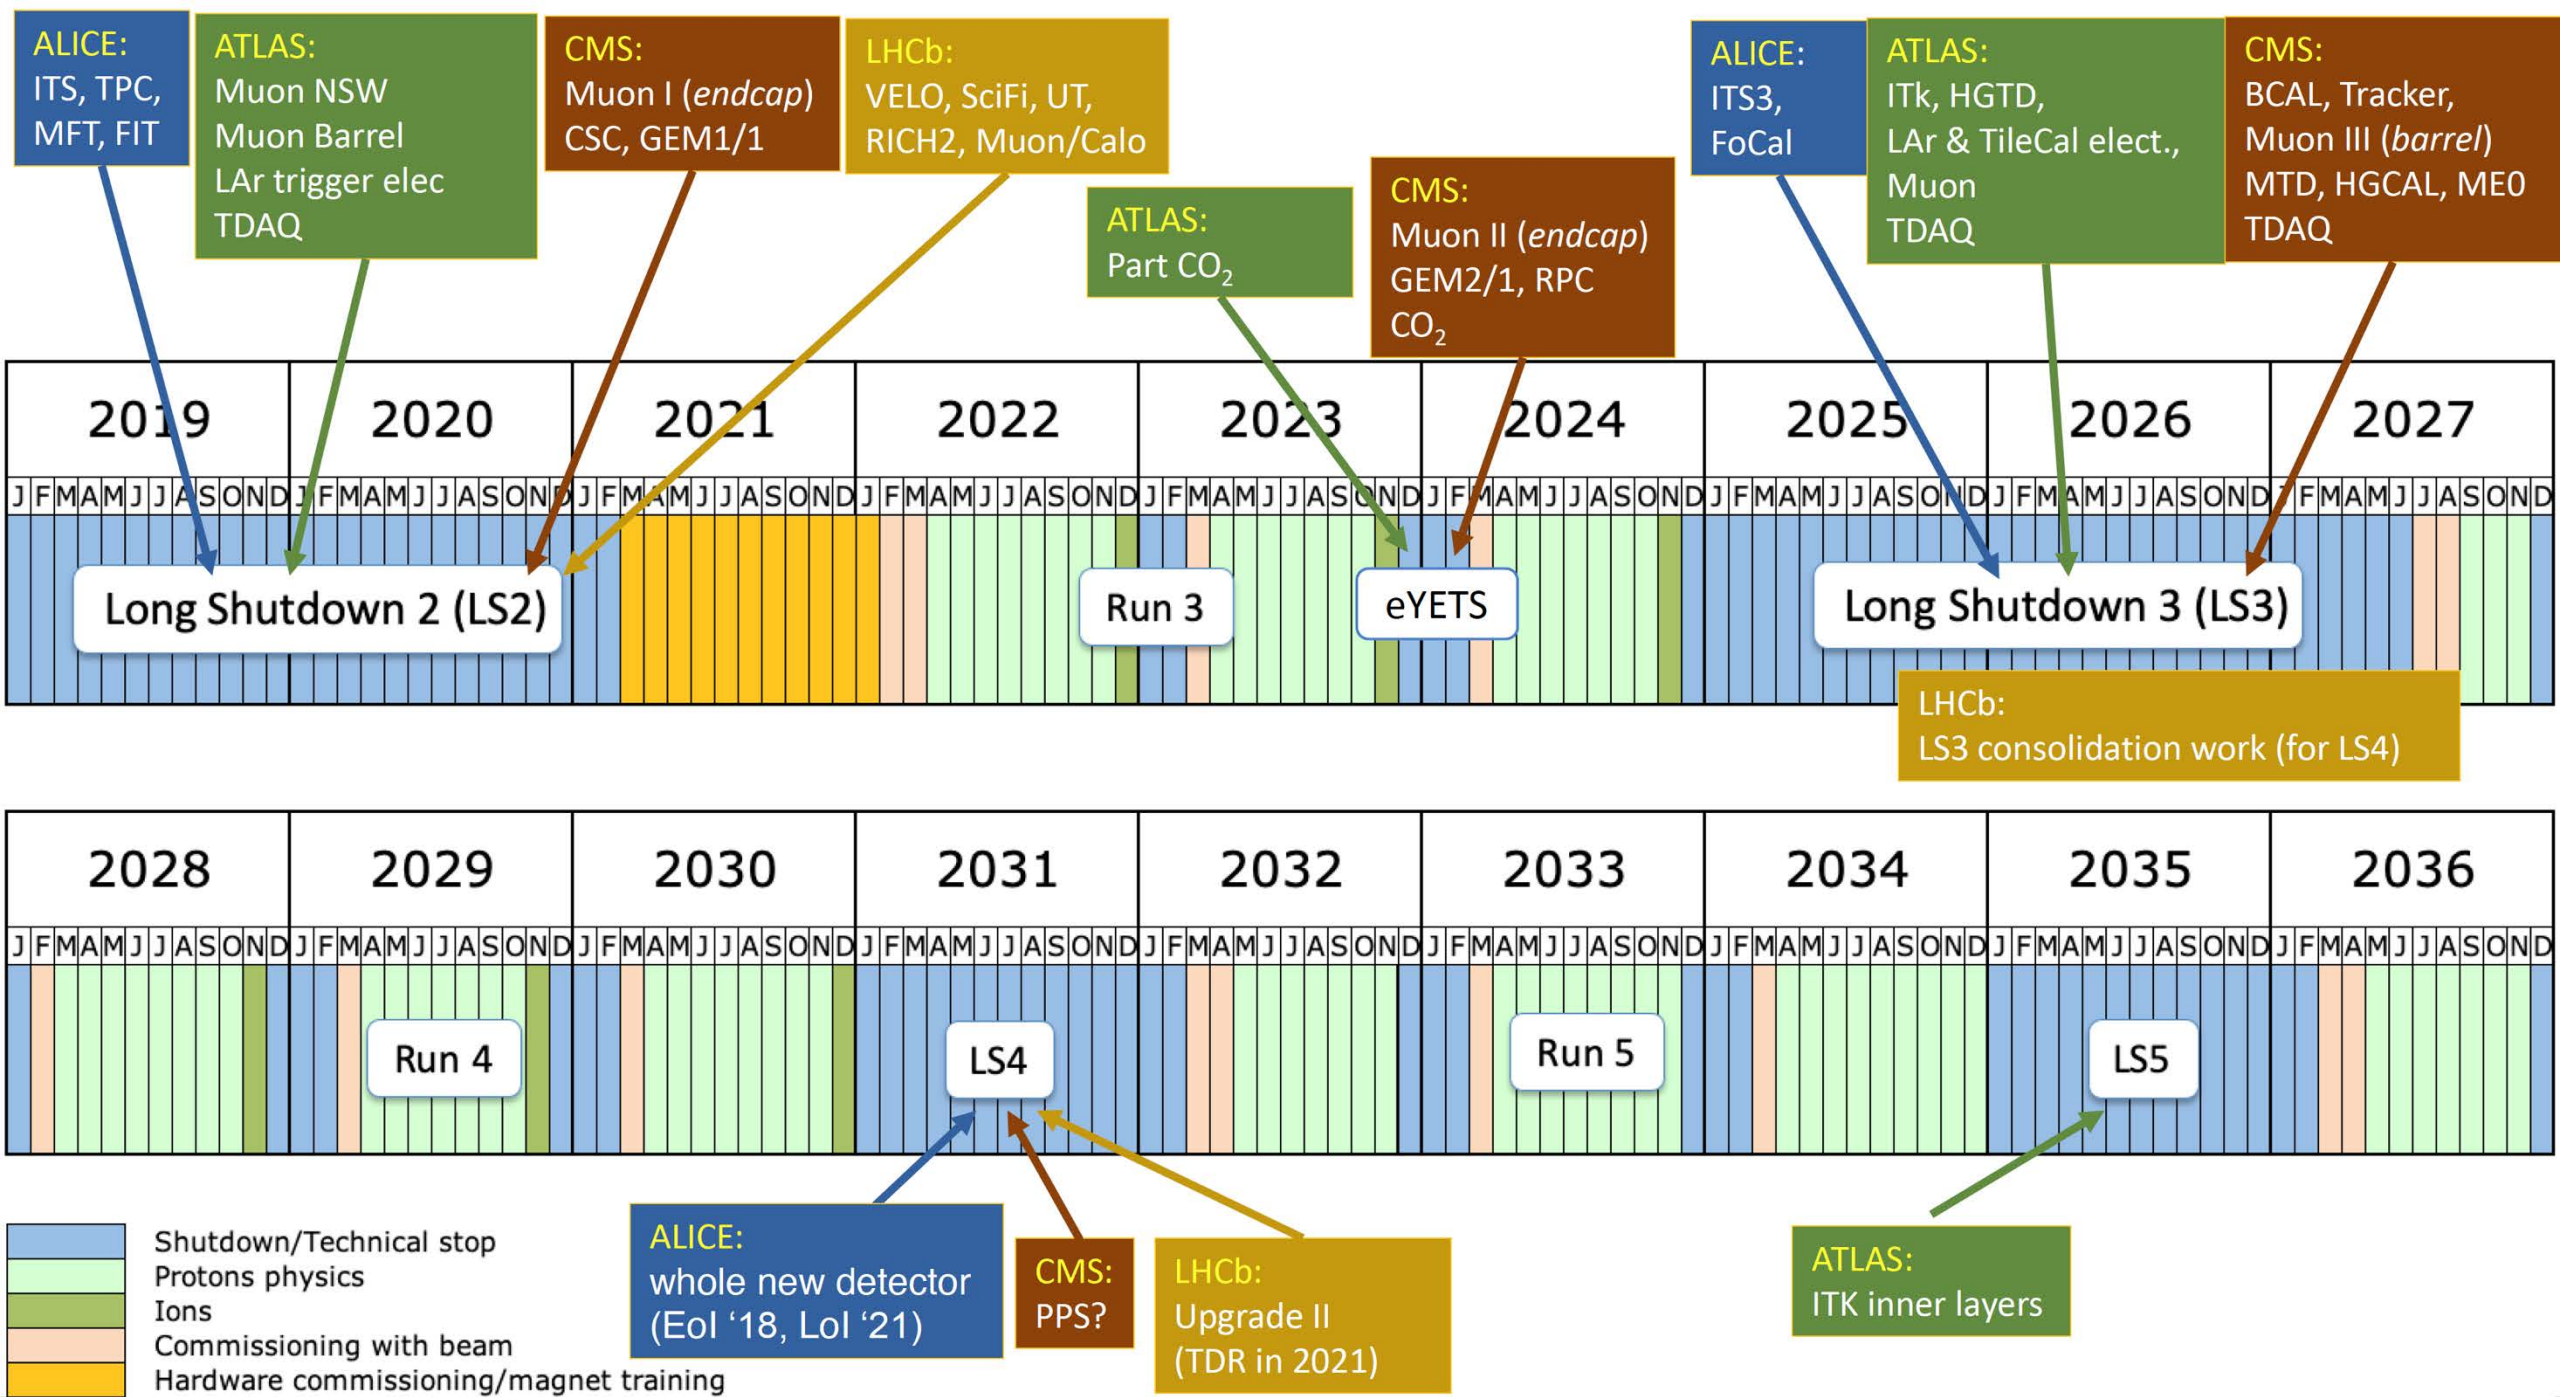 ALICE:
ITS, TPC,
MFT, FIT
ATLAS:
Muon NSW
Muon Barrel
LAr trigger elec
TDAQ
CMS:
Muon I (endcap)
CSC, GEM1/1
LHCb:
VELO, SciFi, UT,
RICH2, Muon/Calo
ATLAS:
Part CO₂
CMS:
Muon II (endcap)
GEM2/1, RPC
CO₂
ALICE:
ITS3,
FoCal
ATLAS:
ITk, HGTD,
LAr & TileCal elect.,
Muon
TDAQ
CMS:
BCAL, Tracker,
Muon III (barrel)
MTD, HGCAL, ME0
TDAQ
2019 2020 2021 2022 2023 2024 2025 2026 2027
J F M A M J J A S O N D J F M A M J J A S O N D J F M A M J J A S O N D J F M A M J J A S O N D J F M A M J J A S O N D J F M A M J J A S O N D J F M A M J J A S O N D J F M A M J J A S O N D J F M A M J J A S O N D
Long Shutdown 2 (LS2)
Run 3
eYETS
Long Shutdown 3 (LS3)
LHCb:
LS3 consolidation work (for LS4)
2028 2029 2030 2031 2032 2033 2034 2035 2036
J F M A M J J A S O N D J F M A M J J A S O N D J F M A M J J A S O N D J F M A M J J A S O N D J F M A M J J A S O N D J F M A M J J A S O N D J F M A M J J A S O N D J F M A M J J A S O N D J F M A M J J A S O N D
Run 4
LS4
Run 5
LS5
ALICE:
whole new detector
(EoI ‘18, LoI ‘21)
CMS:
PPS?
LHCb:
Upgrade II
(TDR in 2021)
ATLAS:
ITK inner layers
Shutdown/Technical stop
Protons physics
Ions
Commissioning with beam
Hardware commissioning/magnet training